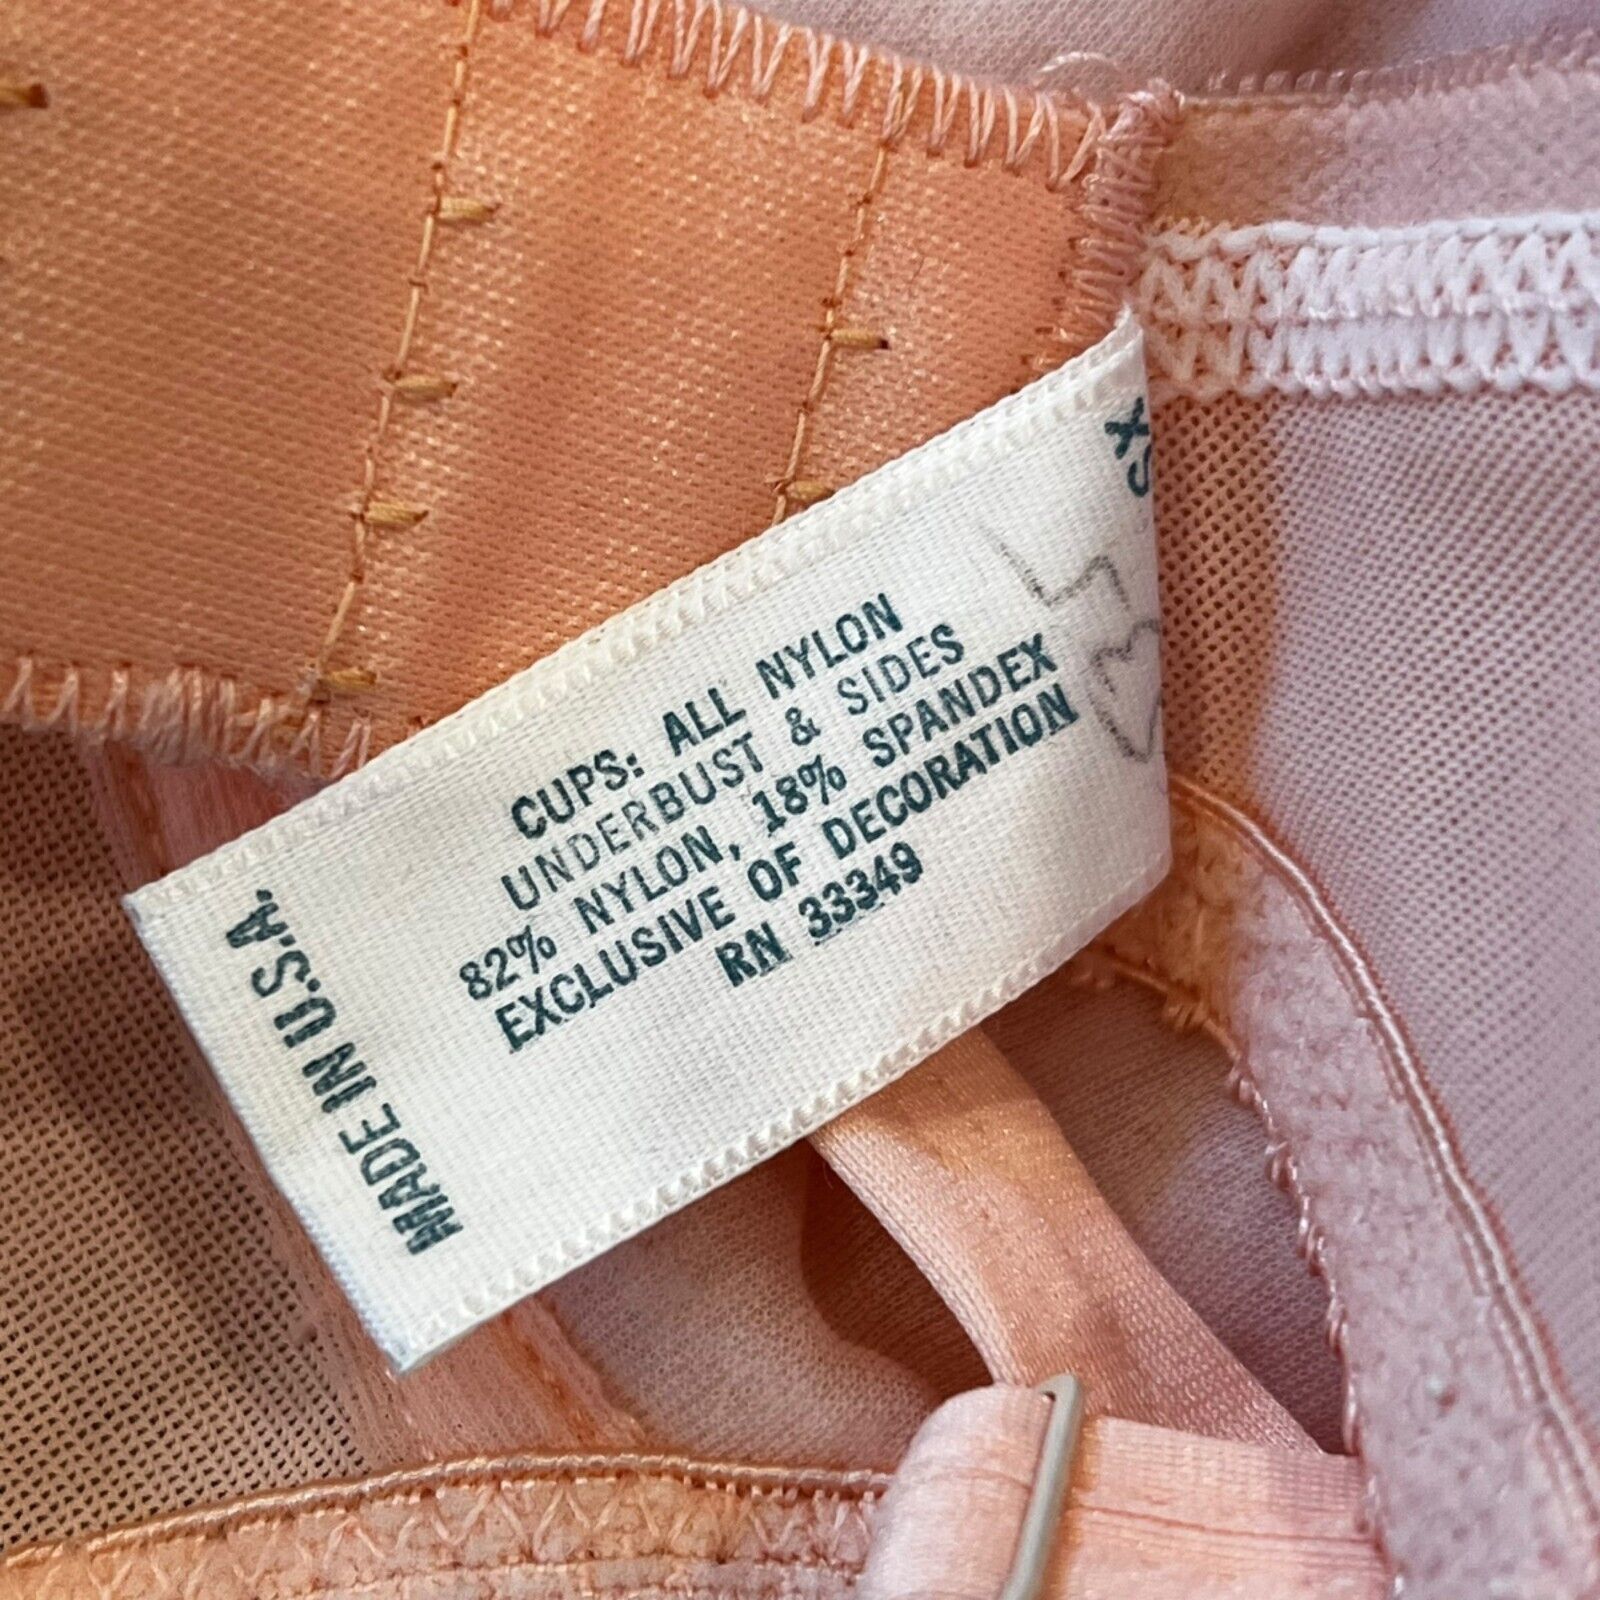 CUPS: ALL NYLON
UNDERBUST & SIDES
82% NYLON, 18% SPANDEX
EXCLUSIVE OF DECORATION
RN 33349
MADE IN U.S.A.